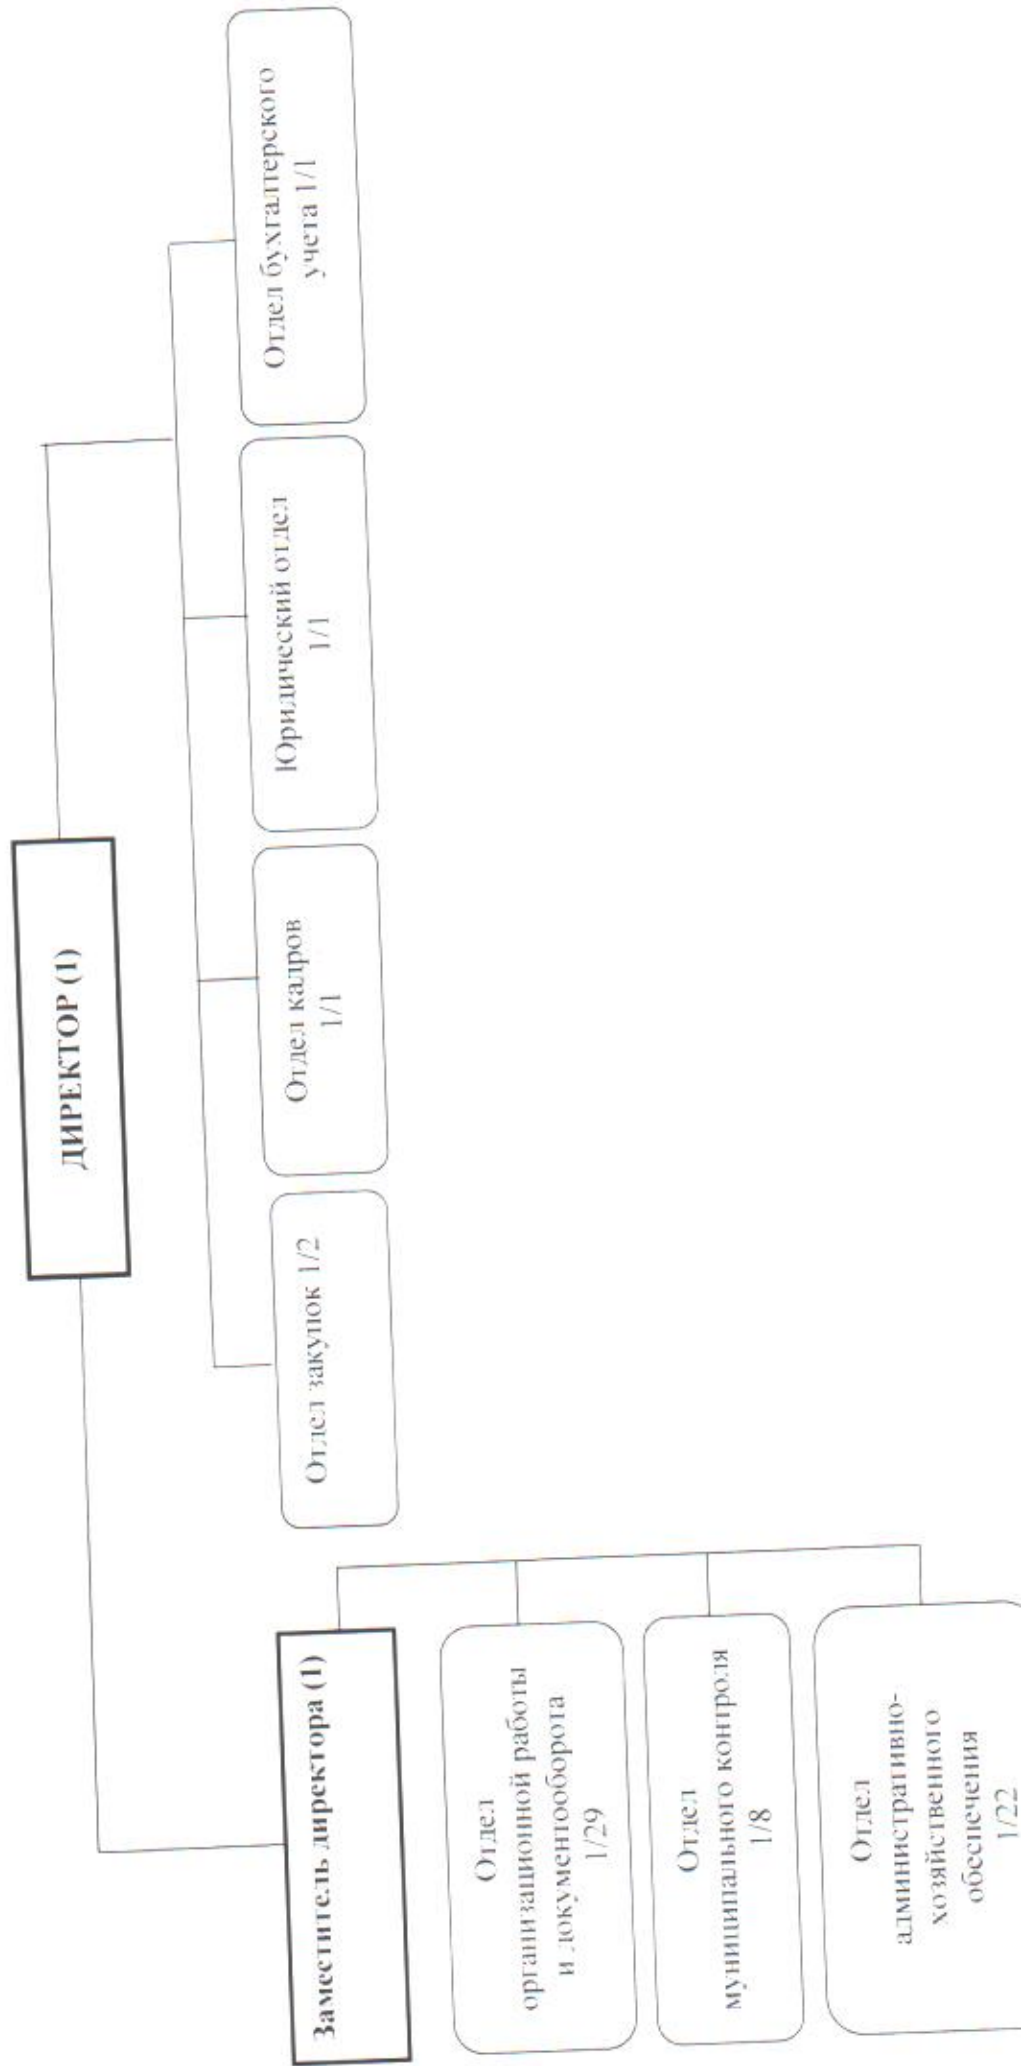 ДИРЕКТОР (1)
Заместитель директора (1)
Отдел
организационной работы
и документооборота
1/29
Отдел
муниципального контроля
1/8
Отдел
административно-
хозяйственного
обеспечения
1/22
Отдел закупок 1/2
Отдел кадров
1/1
Юридический отдел
1/1
Отдел бухгалтерского
учета 1/1